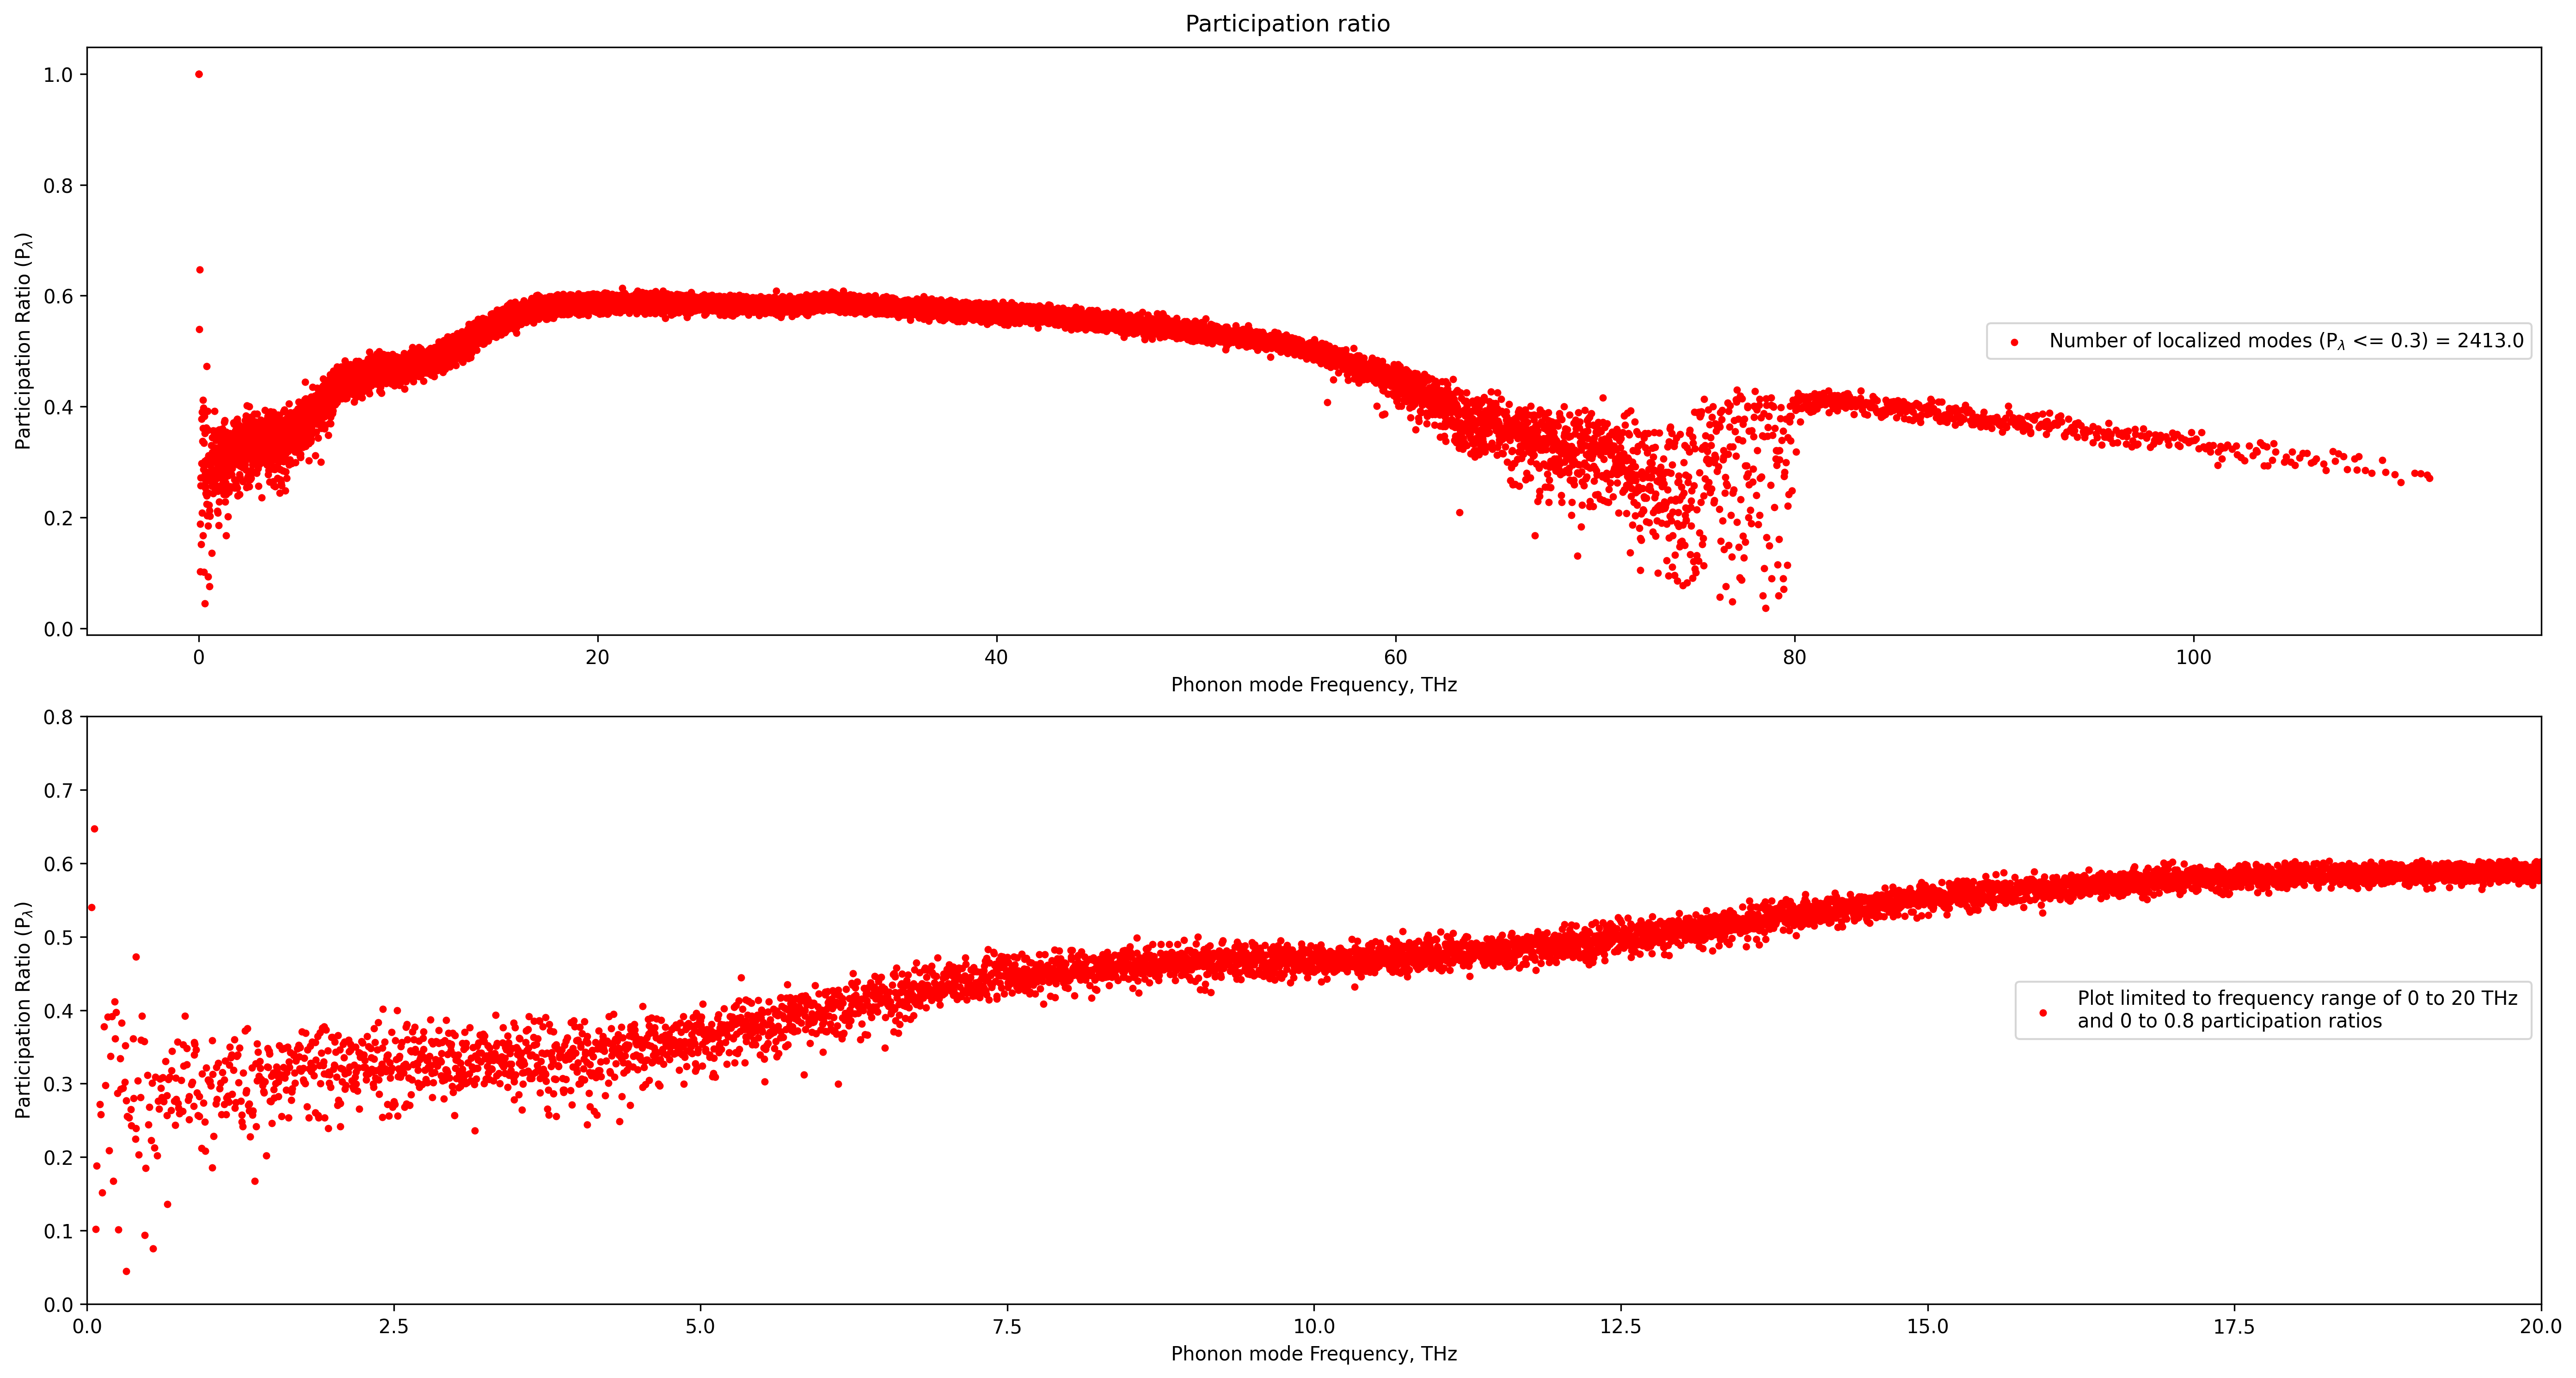 Participation ratio
1.0
0.8
0.6
0.4
0.2
0.0
Participation Ratio (Pλ)
Number of localized modes (Pλ <= 0.3) = 2413.0
0 20 40 60 80 100
Phonon mode Frequency, THz
0.8
0.7
0.6
0.5
0.4
0.3
0.2
0.1
0.0
Participation Ratio (Pλ)
Plot limited to frequency range of 0 to 20 THz
and 0 to 0.8 participation ratios
0.0 2.5 5.0 7.5 10.0 12.5 15.0 17.5 20.0
Phonon mode Frequency, THz